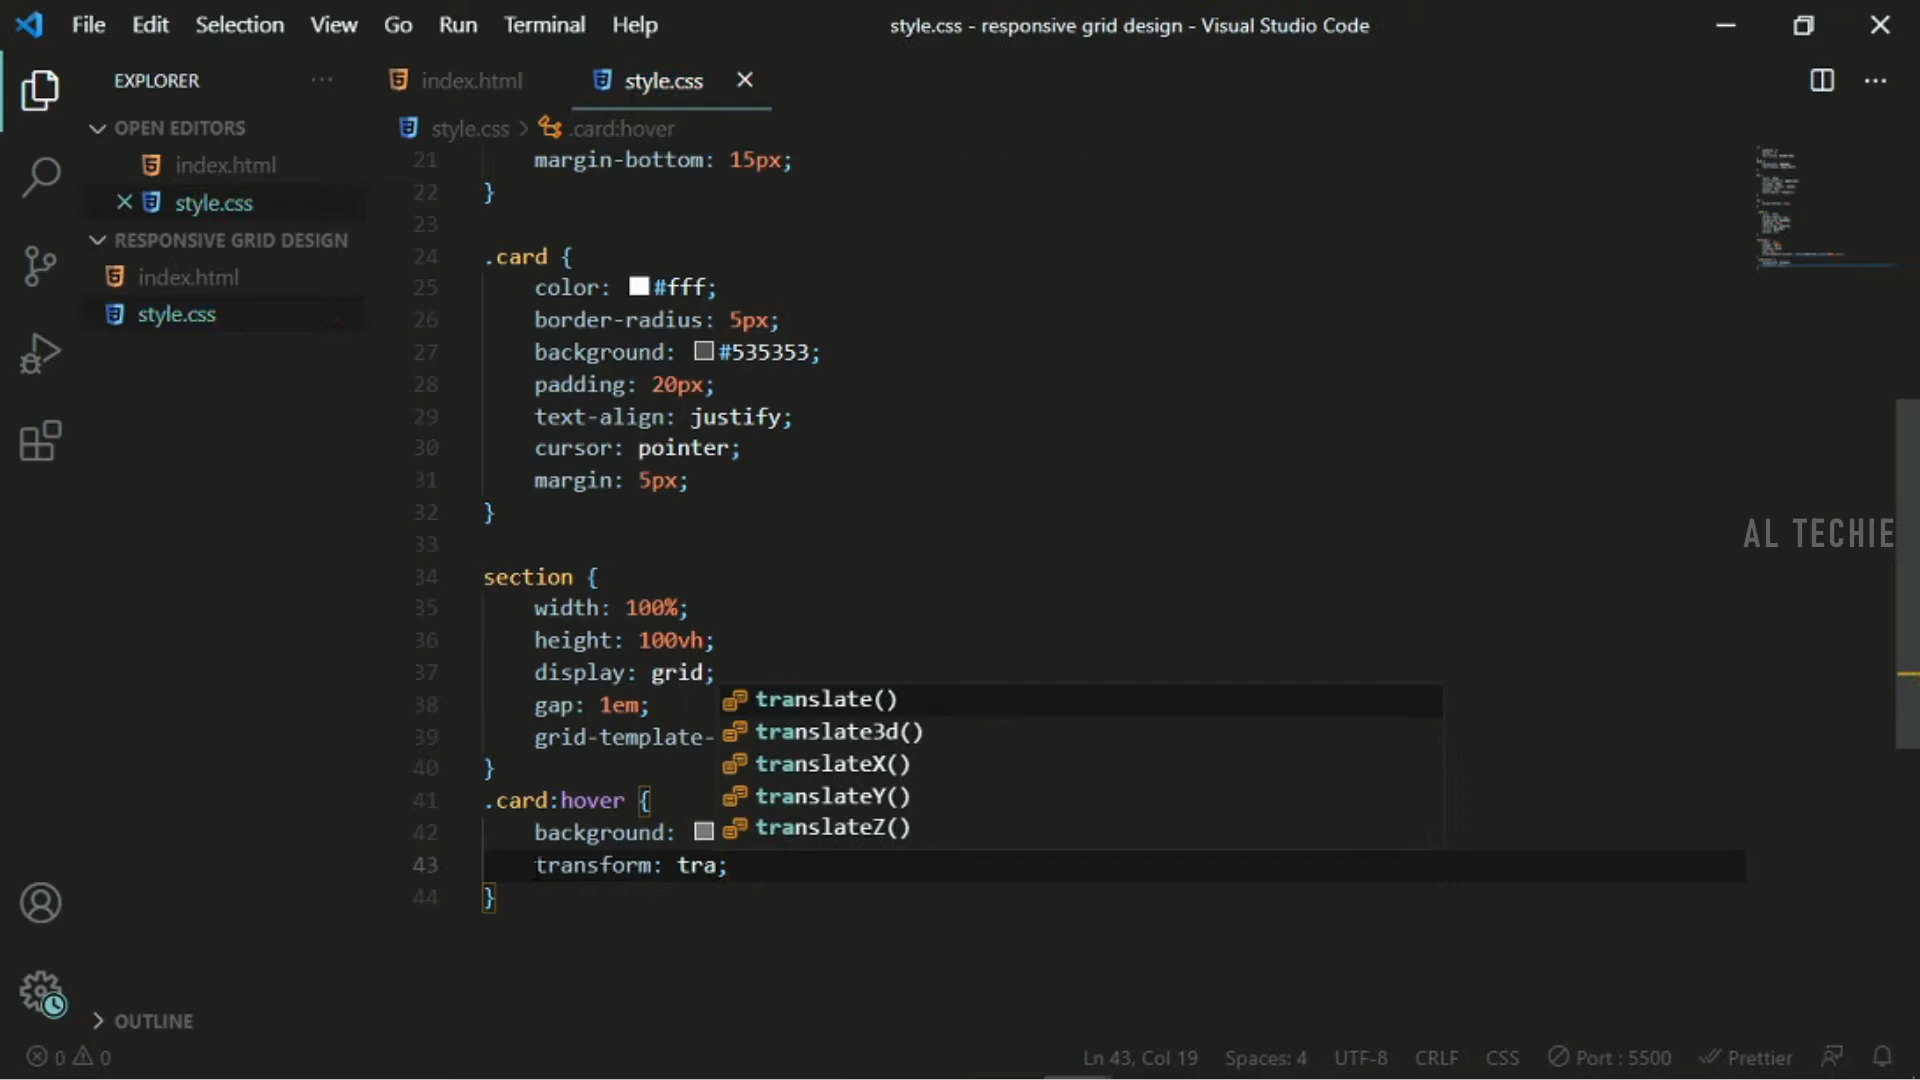 File Edit Selection View Go Run Terminal Help
style.css - responsive grid design - Visual Studio Code
EXPLORER
index.html
style.css
OPEN EDITORS
index.html
style.css
RESPONSIVE GRID DESIGN
index.html
style.css
style.css > .card:hover
21 margin-bottom: 15px;
22 }
23
24 .card {
25 color: #fff;
26 border-radius: 5px;
27 background: #535353;
28 padding: 20px;
29 text-align: justify;
30 cursor: pointer;
31 margin: 5px;
32 }
33
34 section {
35 width: 100%;
36 height: 100vh;
37 display: grid;
38 gap: 1em;
39 grid-template-
40 }
41 .card:hover {
42 background:
43 transform: tra;
44 }
translate()
translate3d()
translateX()
translateY()
translateZ()
AL TECHIE
OUTLINE
0 0
Ln 43, Col 19 Spaces: 4 UTF-8 CRLF CSS Port : 5500 Prettier